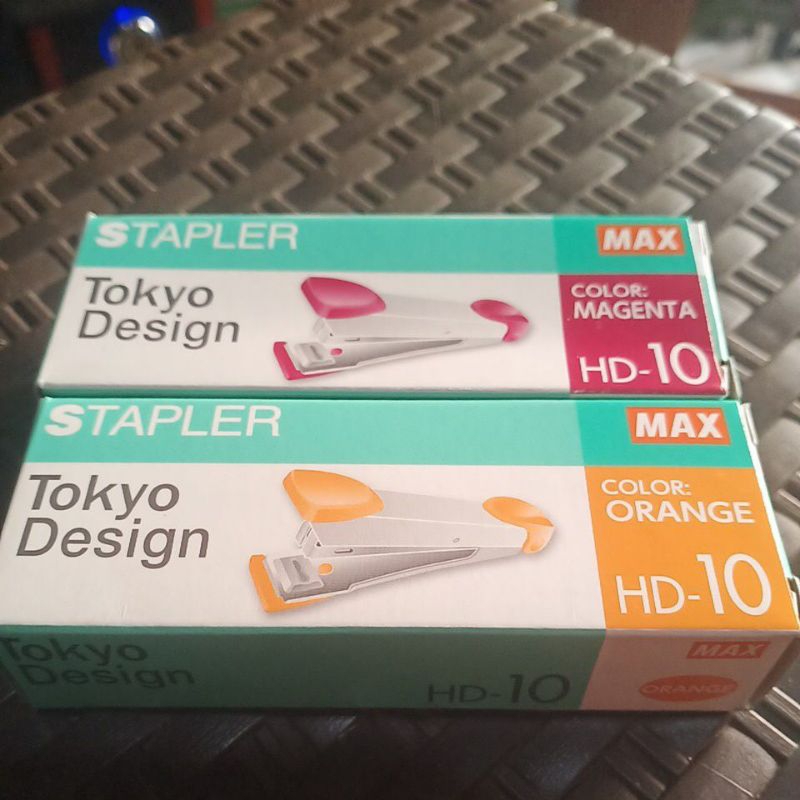 STAPLER
MAX
Tokyo
Design
COLOR:
MAGENTA
HD-10
STAPLER
MAX
Tokyo
Design
COLOR:
ORANGE
HD-10
Tokyo
Design
HD-10
MAX
ORANGE